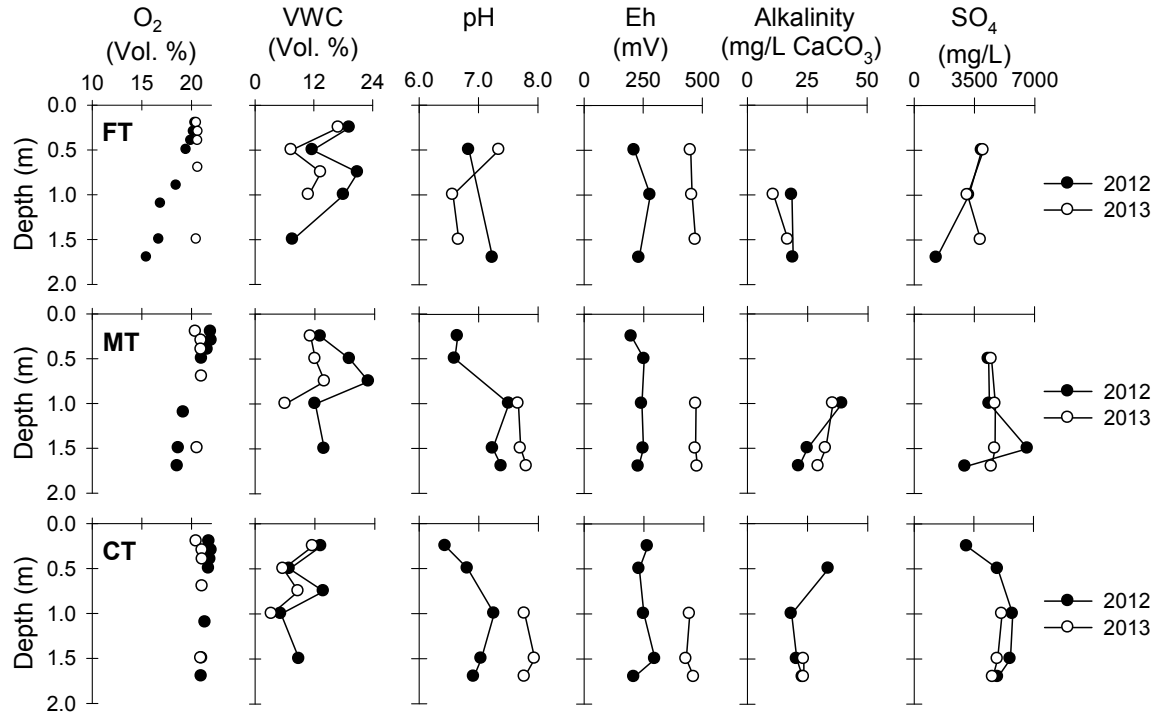 O2 VWC pH Eh Alkalinity SO4
(Vol. %) (Vol. %) (mV) (mg/L CaCO3) (mg/L)
10 15 20 0 12 24 6.0 7.0 8.0 0 250 500 0 25 50 0 3500 7000
0.0
FT
0.5
1.0
1.5
2.0
Depth (m)
2012
2013
0.0
MT
0.5
1.0
1.5
2.0
Depth (m)
2012
2013
0.0
CT
0.5
1.0
1.5
2.0
Depth (m)
2012
2013